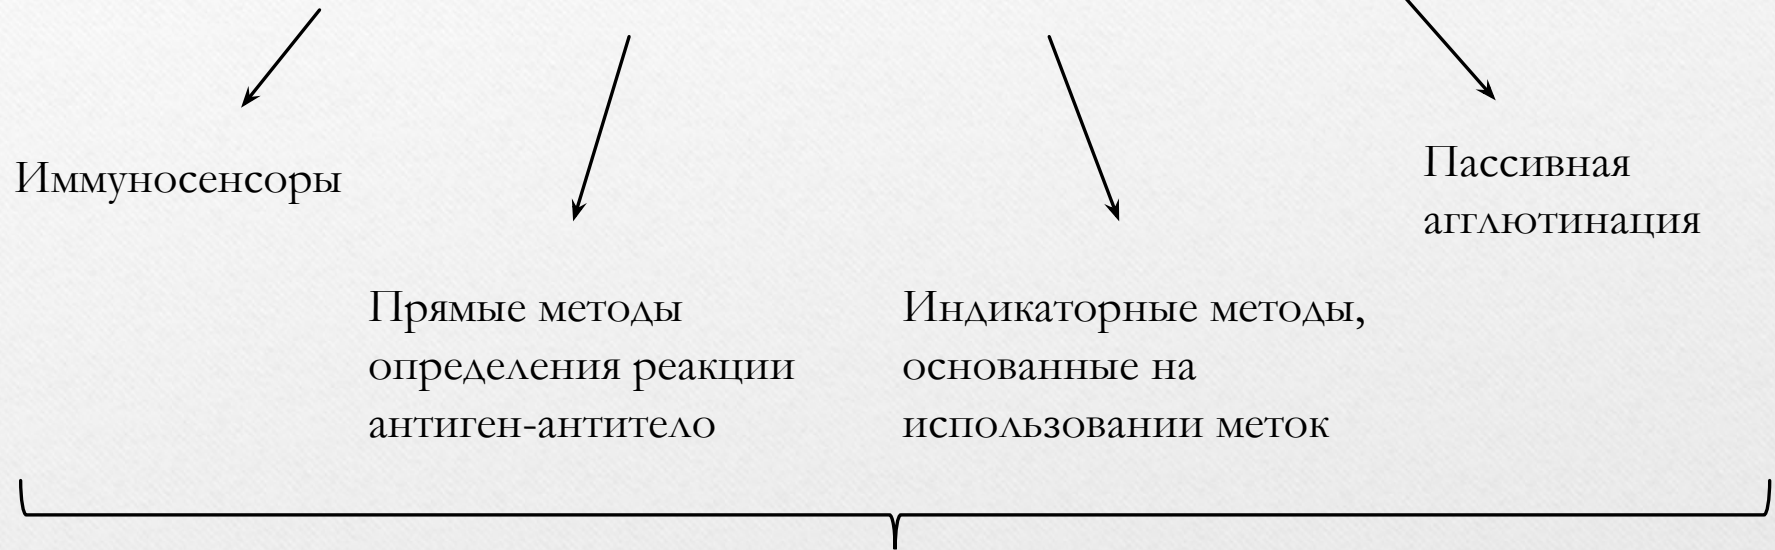 Иммуносенсоры
Прямые методы
определения реакции
антиген-антитело
Индикаторные методы,
основанные на
использовании меток
Пассивная
агглютинация